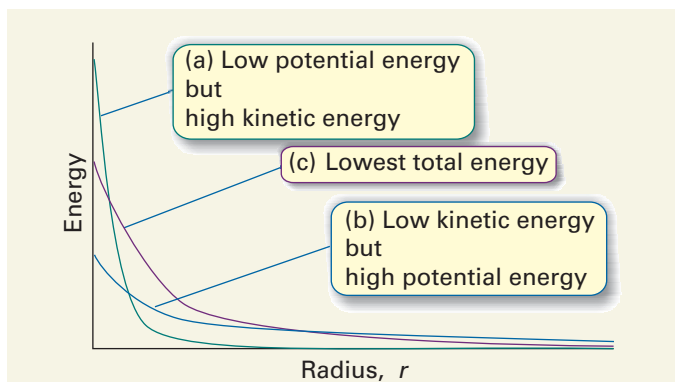 (a) Low potential energy
but
high kinetic energy
(c) Lowest total energy
(b) Low kinetic energy
but
high potential energy
Energy
Radius, r